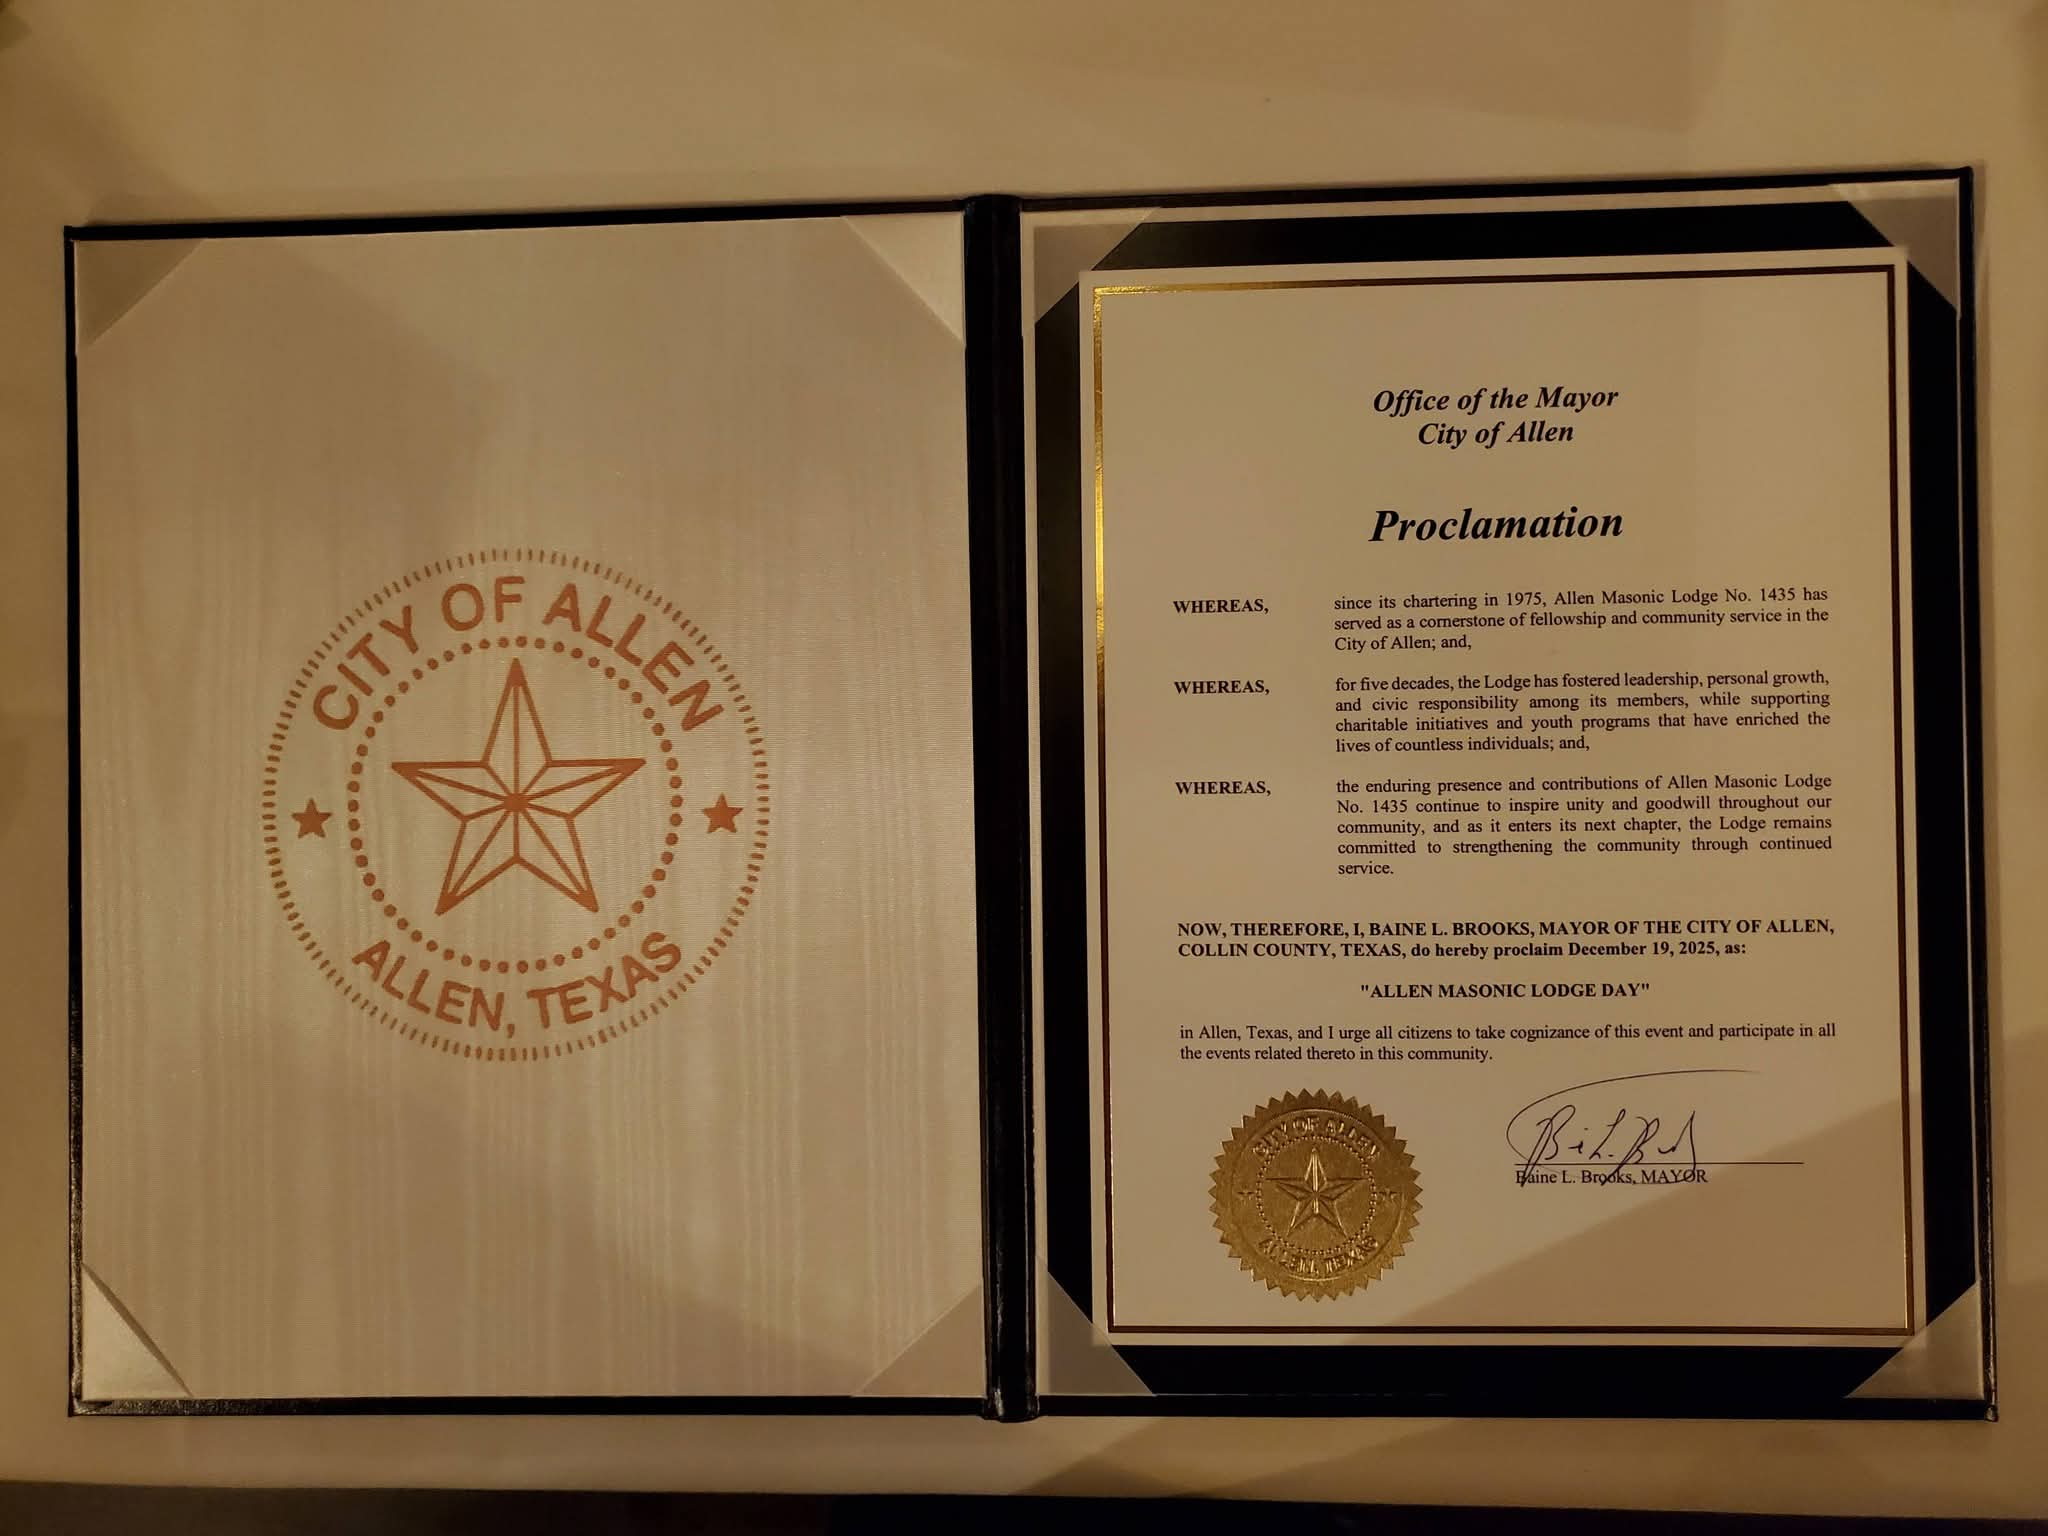 CITY OF ALLEN
ALLEN, TEXAS
Office of the Mayor
City of Allen
Proclamation
WHEREAS, since its chartering in 1975, Allen Masonic Lodge No. 1435 has
served as a cornerstone of fellowship and community service in the
City of Allen; and,
WHEREAS, for five decades, the Lodge has fostered leadership, personal growth,
and civic responsibility among its members, while supporting
charitable initiatives and youth programs that have enriched the
lives of countless individuals; and,
WHEREAS, the enduring presence and contributions of Allen Masonic Lodge
No. 1435 continue to inspire unity and goodwill throughout our
community, and as it enters its next chapter, the Lodge remains
committed to strengthening the community through continued
service.
NOW, THEREFORE, I, BAINE L. BROOKS, MAYOR OF THE CITY OF ALLEN,
COLLIN COUNTY, TEXAS, do hereby proclaim December 19, 2025, as:
"ALLEN MASONIC LODGE DAY"
in Allen, Texas, and I urge all citizens to take cognizance of this event and participate in all
the events related thereto in this community.
CITY OF ALLEN
ALLEN, TEXAS
Baine L. Brooks, MAYOR